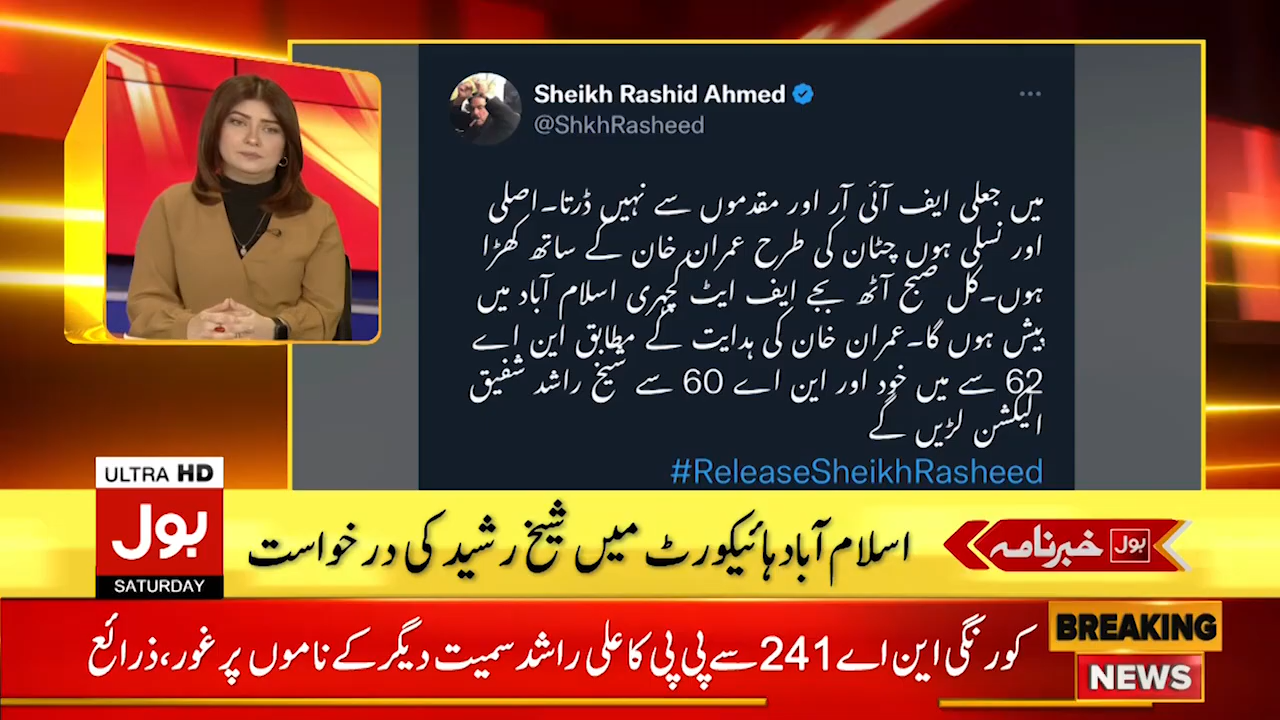 Sheikh Rashid Ahmed
@ShkhRasheed
میں جعلی ایف آئی آر اور مقدموں سے نہیں ڈرتا۔اصلی
اور نسلی ہوں چٹان کی طرح عمران خان کے ساتھ کھڑا
ہوں۔کل صبح آٹھ بجے ایف ایٹ کچہری اسلام آباد میں
پیش ہوں گا۔عمران خان کی ہدایت کے مطابق این اے
62 سے میں خود اور این اے 60 سے شیخ راشد شفیق
الیکشن لڑیں گے
#ReleaseSheikhRasheed
ULTRA HD
بول
SATURDAY
اسلام آباد ہائیکورٹ میں شیخ رشید کی درخواست
بول خبرنامہ
BREAKING
NEWS
کورنگی این اے 241 سے پی پی کا علی راشد سمیت دیگر کے ناموں پر غور، ذرائع